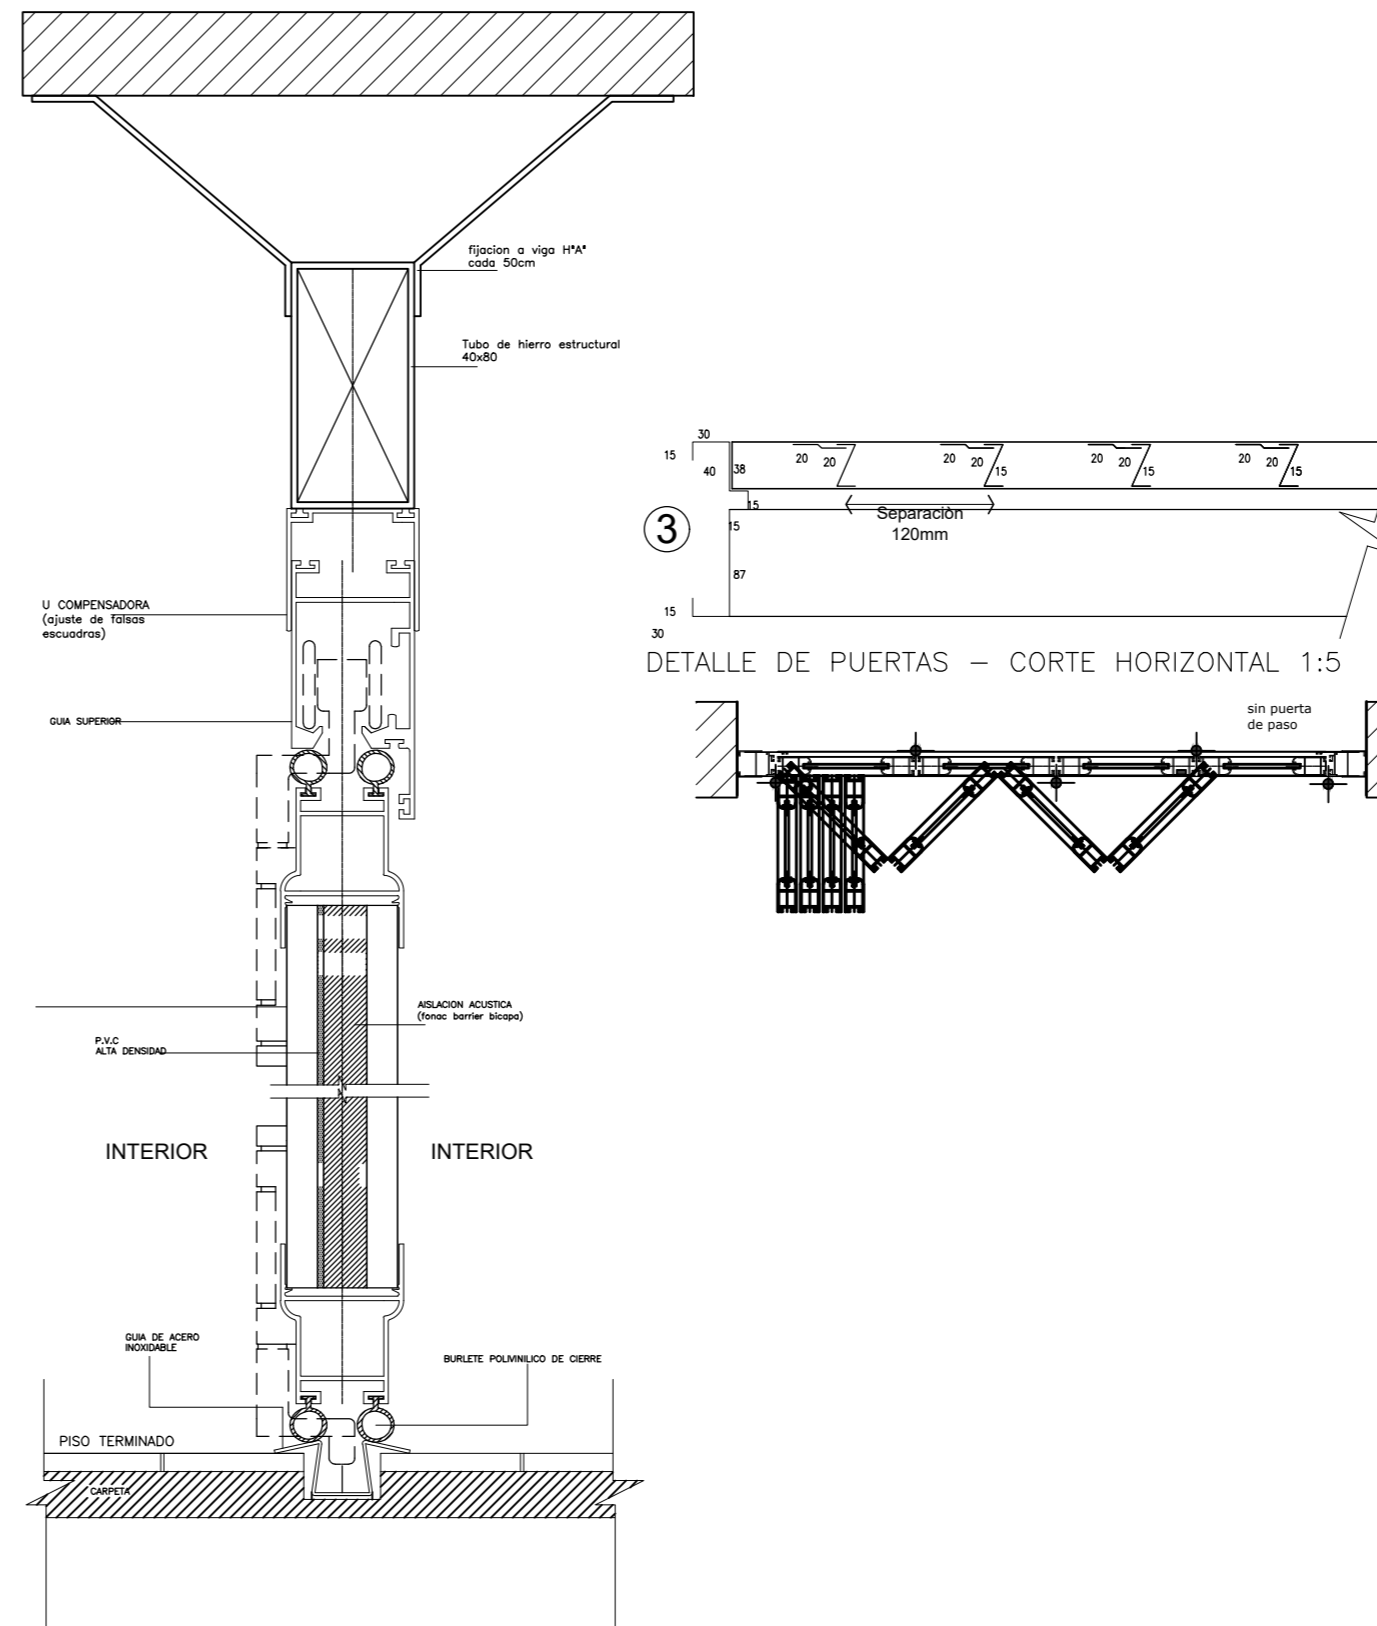 fijacion a viga H°A°
cada 50cm
Tubo de hierro estructural
40x80
U COMPENSADORA
(ajuste de falsas
escuadras)
GUIA SUPERIOR
AISLACION ACUSTICA
(fonac barrier bicapa)
P.V.C
ALTA DENSIDAD
INTERIOR
INTERIOR
GUIA DE ACERO
INOXIDABLE
BURLETE POLIVINILICO DE CIERRE
PISO TERMINADO
CARPETA
30
15
40
38
20
20
20
20
15
20
20
15
20
20
15
15
Separaciòn
120mm
3
15
87
15
30
DETALLE DE PUERTAS – CORTE HORIZONTAL 1:5
sin puerta
de paso